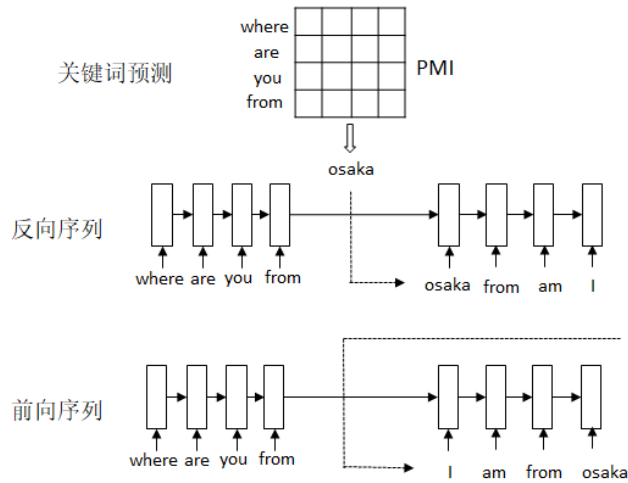 where
are
关键词预测
PMI
you
from
osaka
反向序列
where are you from
osaka from am I
前向序列
where are you from
I am from osaka